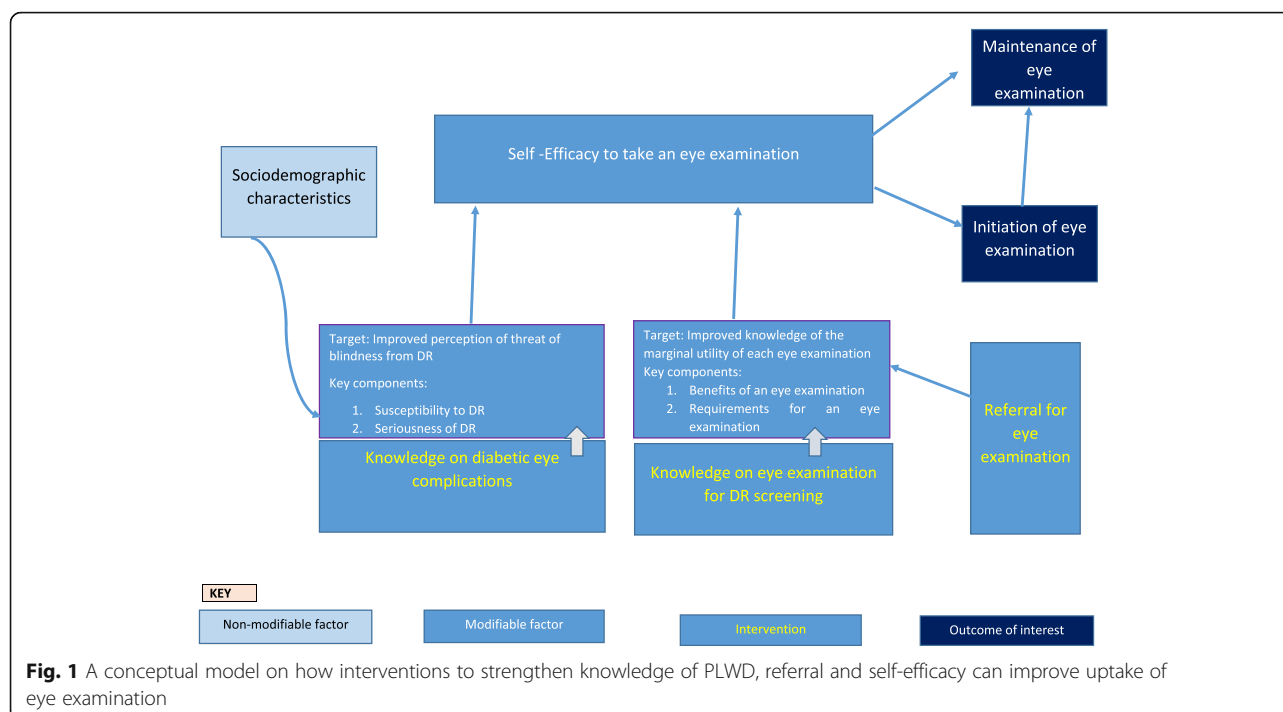 Maintenance of
eye
examination
Self -Efficacy to take an eye examination
Sociodemographic
characteristics
Initiation of eye
examination
Target: Improved perception of threat of
blindness from DR
Key components:
1. Susceptibility to DR
2. Seriousness of DR
Knowledge on diabetic eye
complications
Target: Improved knowledge of the
marginal utility of each eye examination
Key components:
1. Benefits of an eye examination
2. Requirements for an eye
examination
Knowledge on eye examination
for DR screening
Referral for
eye
examination
KEY
Non-modifiable factor
Modifiable factor
Intervention
Outcome of interest
Fig. 1 A conceptual model on how interventions to strengthen knowledge of PLWD, referral and self-efficacy can improve uptake of
eye examination